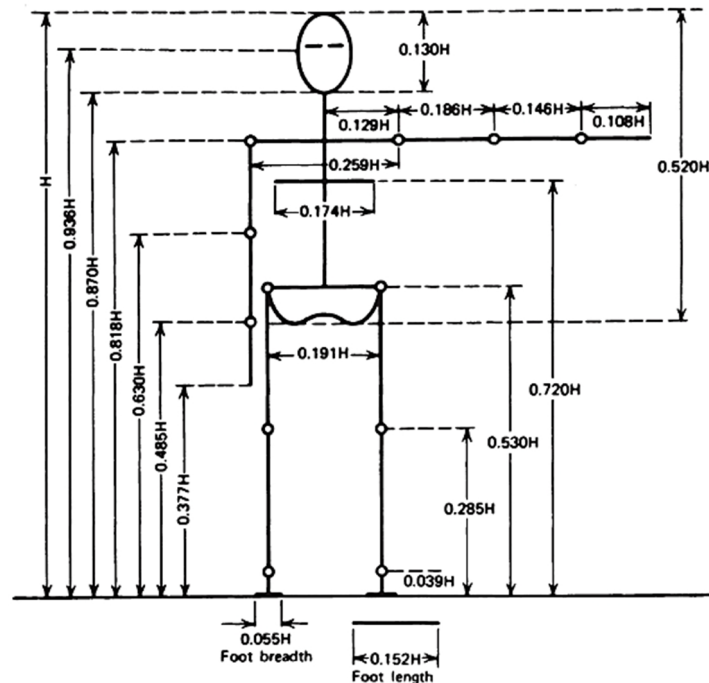 0.130H
0.186H
0.146H
0.129H
0.108H
0.259H
0.520H
0.174H
H
0.936H
0.870H
0.818H
0.630H
0.485H
0.377H
0.191H
0.720H
0.530H
0.285H
0.039H
0.055H
Foot breadth
0.152H
Foot length